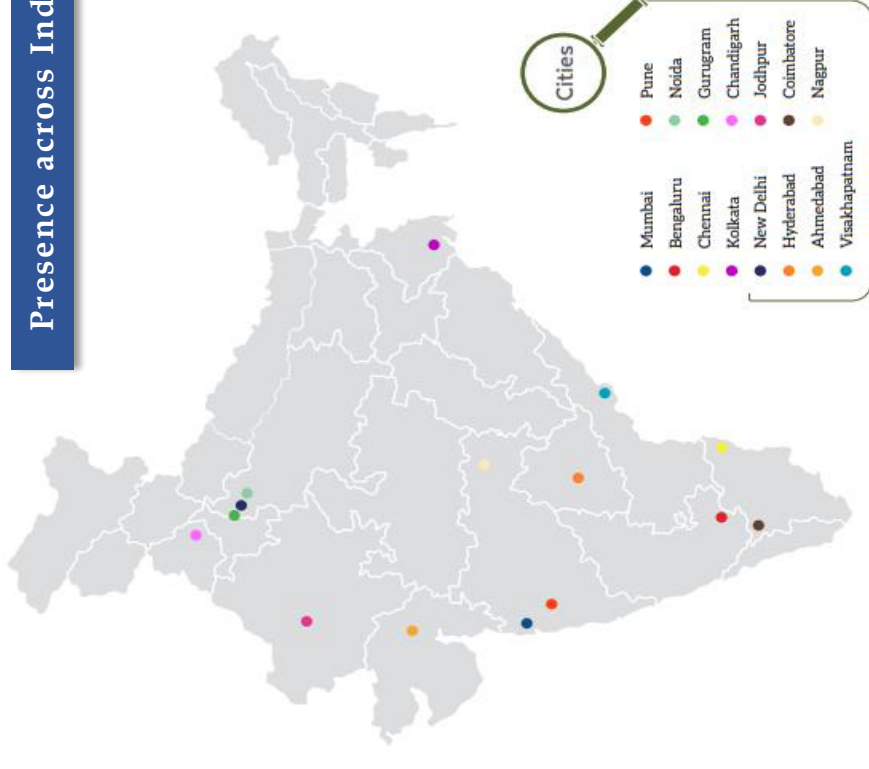 Presence across Ind
Cities
Mumbai
Bengaluru
Chennai
Kolkata
New Delhi
Hyderabad
Ahmedabad
Visakhapatnam
Pune
Noida
Gurugram
Chandigarh
Jodhpur
Coimbatore
Nagpur